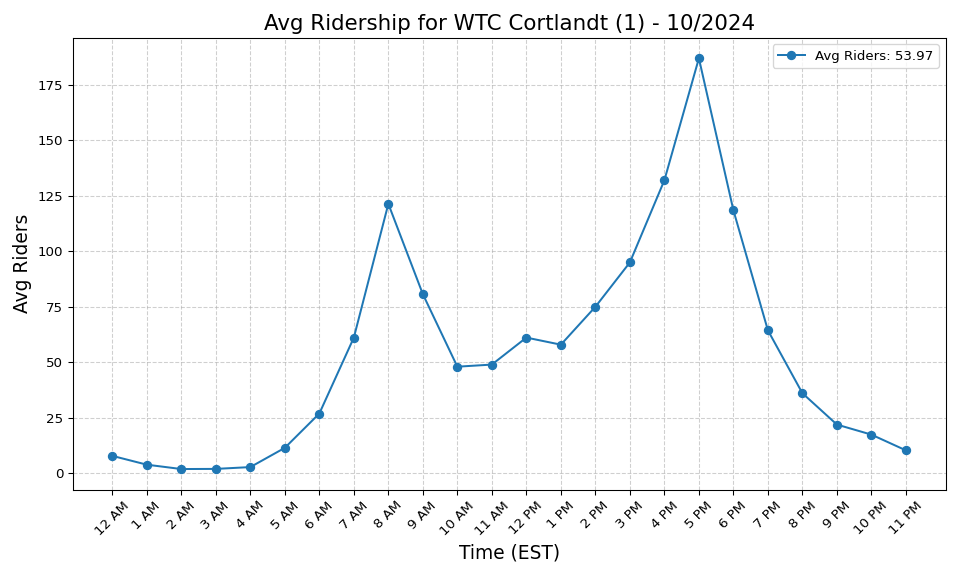 Avg Ridership for WTC Cortlandt (1) - 10/2024
Avg Riders: 53.97
Avg Riders
175
150
125
100
75
50
25
0
12 AM
1 AM
2 AM
3 AM
4 AM
5 AM
6 AM
7 AM
8 AM
9 AM
10 AM
11 AM
12 PM
1 PM
2 PM
3 PM
4 PM
5 PM
6 PM
7 PM
8 PM
9 PM
10 PM
11 PM
Time (EST)